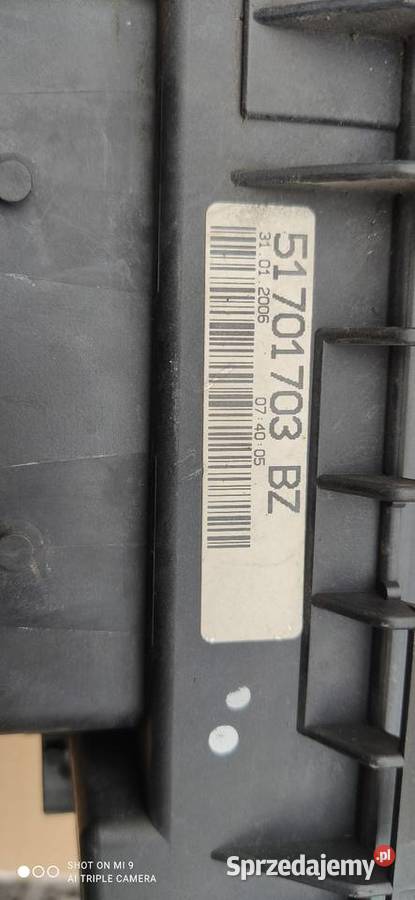 51701703 BZ
31.01.2006 07:40:05
SHOT ON MI 9
AI TRIPLE CAMERA
Sprzedajemy.pl